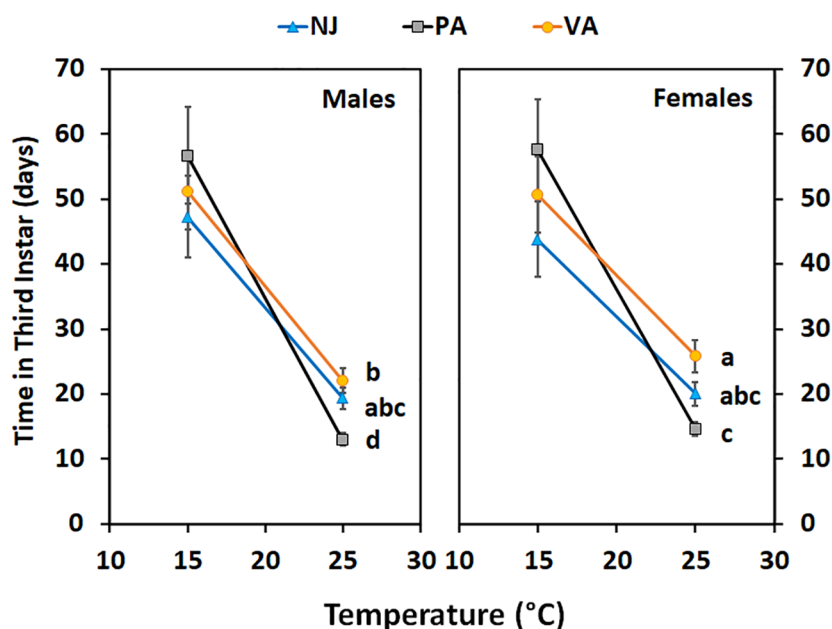 NJ PA VA
70 Males Females 70
60 60
50 50
40 40
30 30
b a
20 abc abc 20
d c
10 10
0 0
10 15 20 25 30 10 15 20 25 30
Time in Third Instar (days)
Temperature (°C)